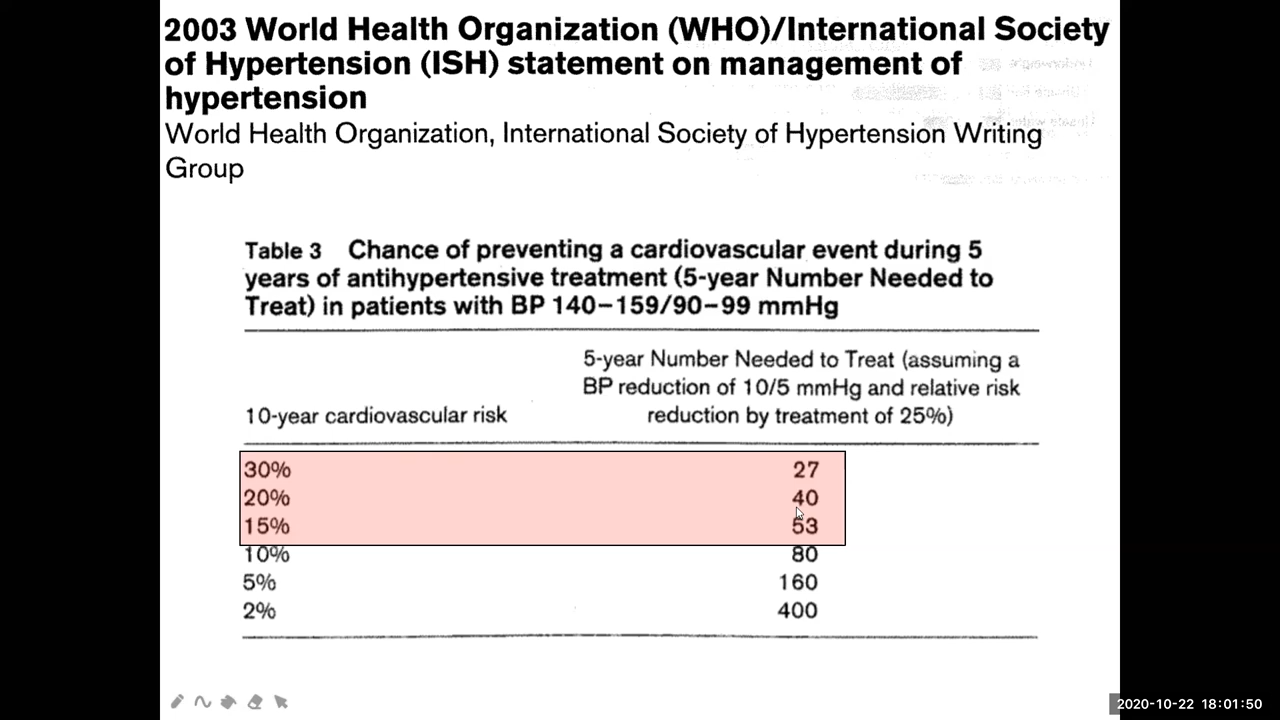 2003 World Health Organization (WHO)/International Society
of Hypertension (ISH) statement on management of
hypertension
World Health Organization, International Society of Hypertension Writing
Group
Table 3 Chance of preventing a cardiovascular event during 5
years of antihypertensive treatment (5-year Number Needed to
Treat) in patients with BP 140–159/90–99 mmHg
5-year Number Needed to Treat (assuming a
BP reduction of 10/5 mmHg and relative risk
10-year cardiovascular risk reduction by treatment of 25%)
30% 27
20% 40
15% 53
10% 80
5% 160
2% 400
2020-10-22 18:01:50